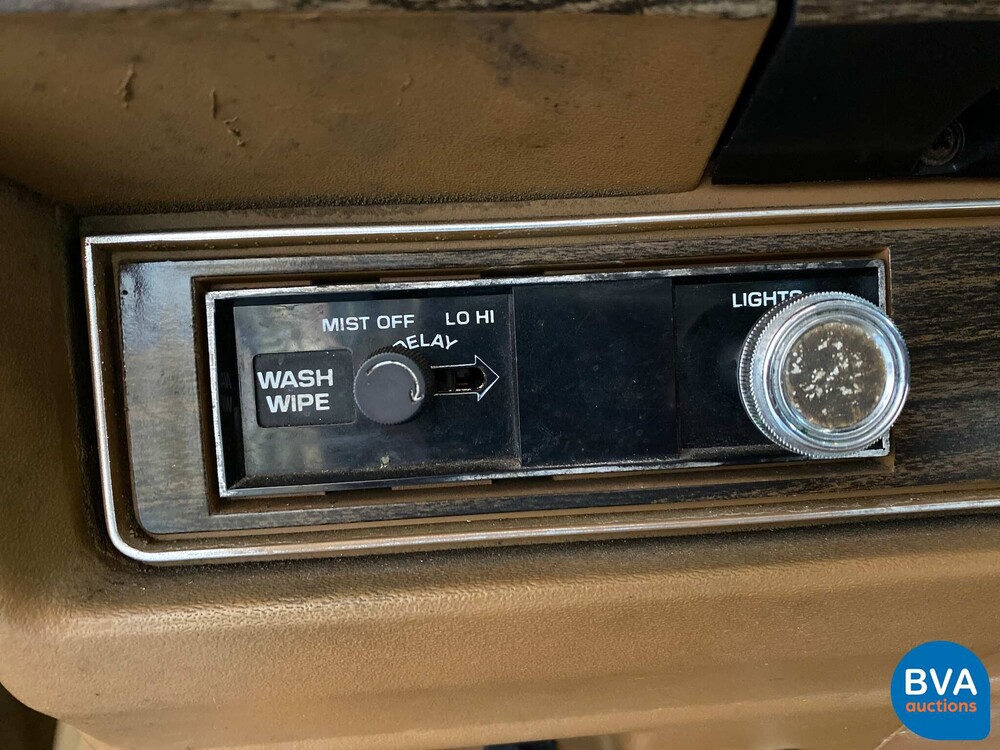 MIST OFF LO HI
DELAY
WASH
WIPE
LIGHTS
BVA
auctions